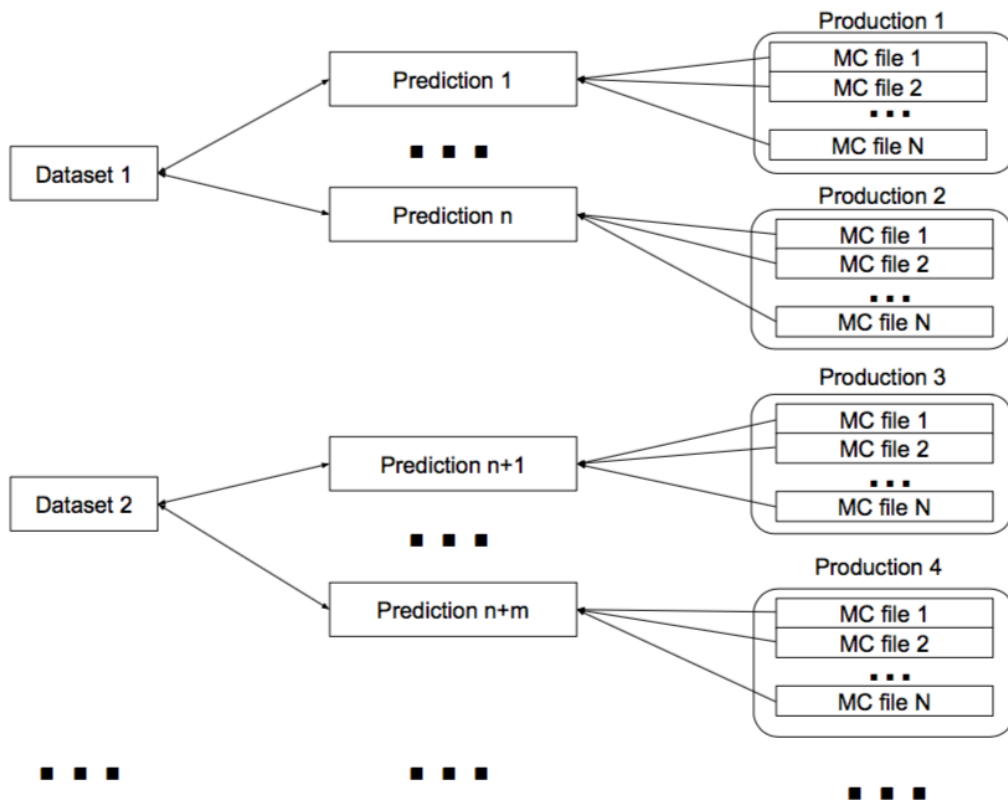 Production 1
MC file 1
Prediction 1
MC file 2
...
MC file N
Dataset 1
Production 2
Prediction n
MC file 1
MC file 2
...
MC file N
Production 3
MC file 1
MC file 2
Prediction n+1
...
Dataset 2
MC file N
...
Production 4
Prediction n+m
MC file 1
MC file 2
...
MC file N
... ... ...